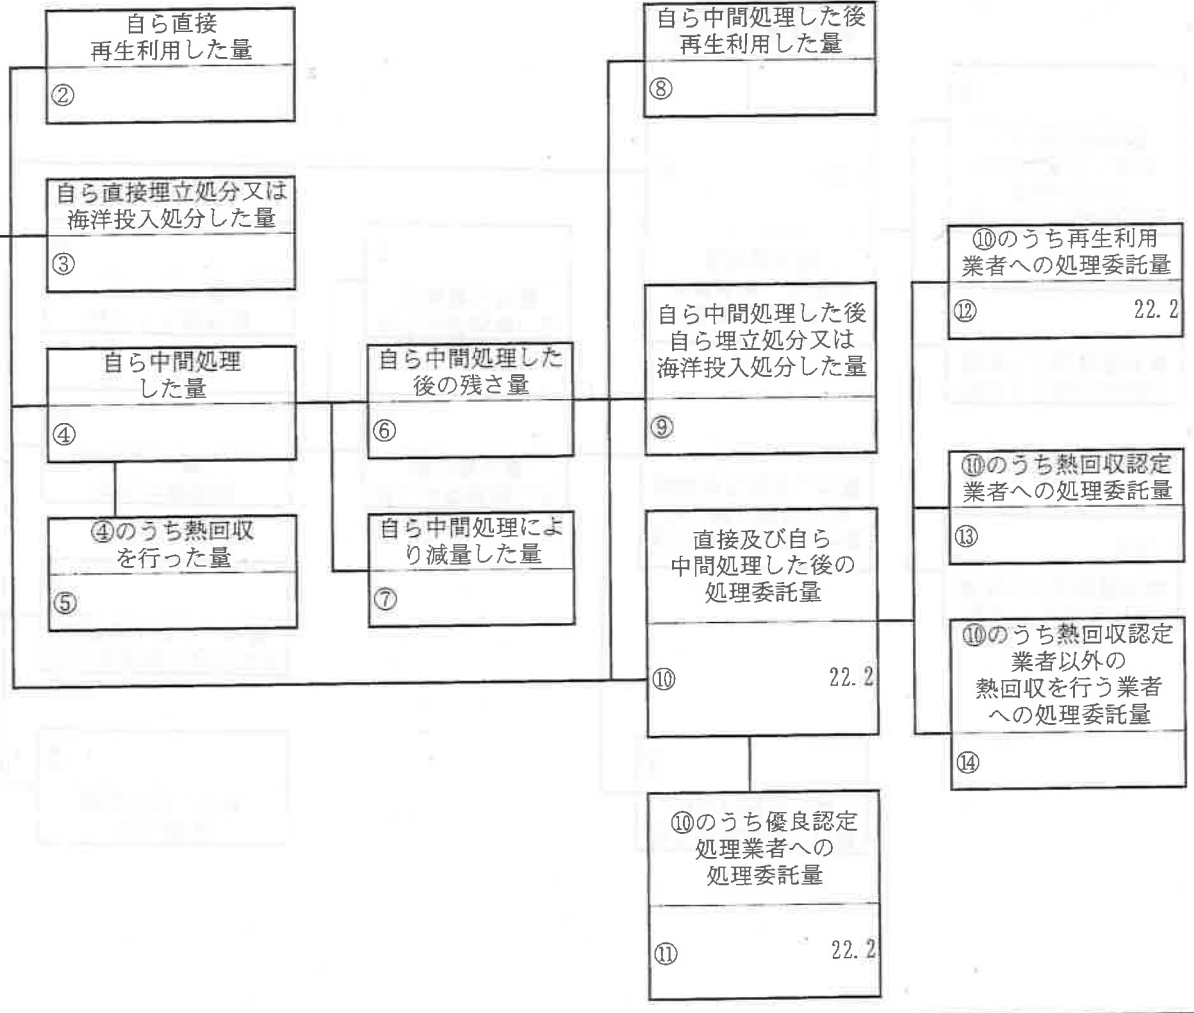 自ら直接
再生利用した量
②
自ら直接埋立処分又は
海洋投入処分した量
③
自ら中間処理
した量
④
④のうち熱回収
を行った量
⑤
自ら中間処理した
後の残さ量
⑥
自ら中間処理によ
り減量した量
⑦
自ら中間処理した後
再生利用した量
⑧
自ら中間処理した後
自ら埋立処分又は
海洋投入処分した量
⑨
直接及び自ら
中間処理した後の
処理委託量
⑩ 22.2
⑩のうち優良認定
処理業者への
処理委託量
⑪ 22.2
⑩のうち再生利用
業者への処理委託量
⑫ 22.2
⑩のうち熱回収認定
業者への処理委託量
⑬
⑩のうち熱回収認定
業者以外の
熱回収を行う業者
への処理委託量
⑭